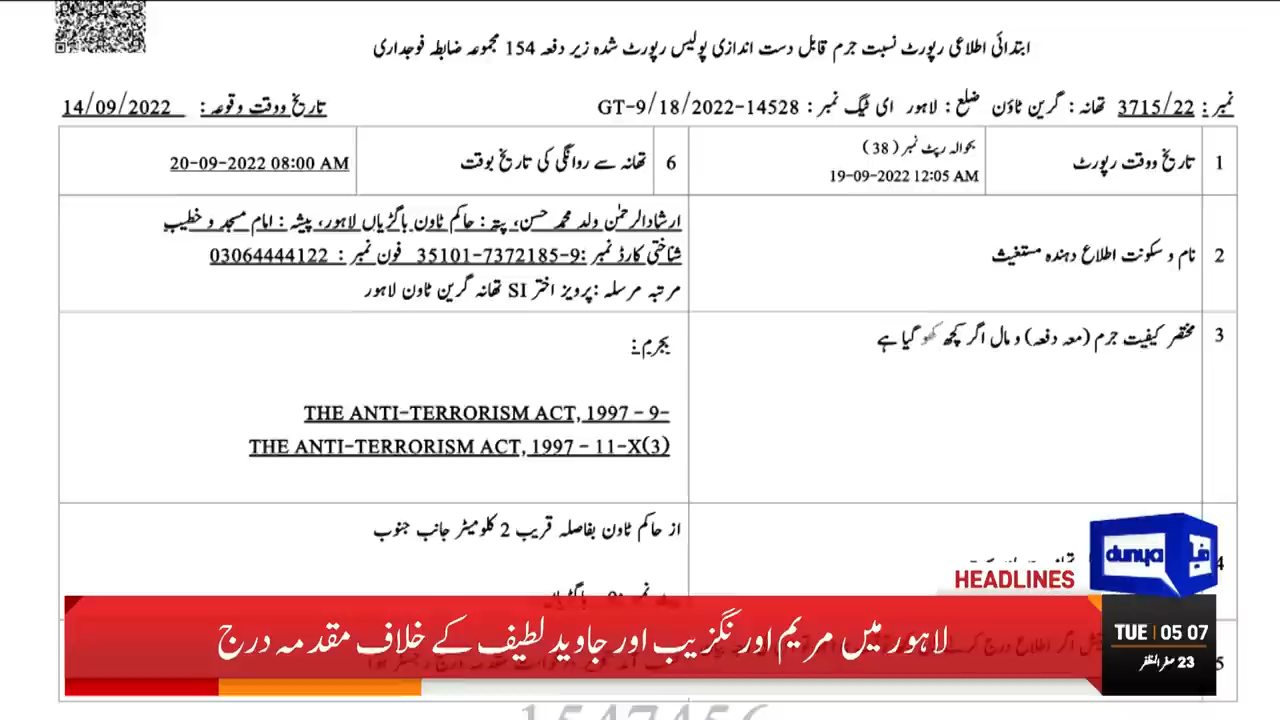 ابتدائی اطلاعی رپورٹ نسبت جرم قابل دست اندازی پولیس رپورٹ شدہ زیر دفعہ 154 مجموعہ ضابطہ فوجداری
نمبر : 3715/22 تھانہ : گرین ٹاؤن ضلع : لاہور ای ٹیگ نمبر : GT-9/18/2022-14528 تاریخ ووقت وقوعہ : 14/09/2022
1 تاریخ ووقت رپورٹ
بحوالہ رپٹ نمبر ( 38 )
19-09-2022 12:05 AM
6 تھانہ سے روانگی کی تاریخ بوقت
20-09-2022 08:00 AM
2 نام و سکونت اطلاع دہندہ مستغیث
ارشادالرحمٰن ولد محمد حسن، پتہ : حاکم ٹاون باگڑیاں لاہور، پیشہ : امام مسجد و خطیب
شناختی کارڈ نمبر :9-7372185-35101 فون نمبر : 03064444122
مرتبہ مرسلہ :پرویز اختر SI تھانہ گرین ٹاون لاہور
3 مختصر کیفیت جرم (معہ دفعہ) و مال اگر کچھ کھو گیا ہے
بجرم :
THE ANTI-TERRORISM ACT, 1997 - 9-
THE ANTI-TERRORISM ACT, 1997 - 11-X(3)
4
از حاکم ٹاون بفاصلہ قریب 2 کلومیٹر جانب جنوب
dunya دنیا
HEADLINES
لاہور میں مریم اورنگزیب اور جاوید لطیف کے خلاف مقدمہ درج
TUE 05 07
23 صفر المظفر
5